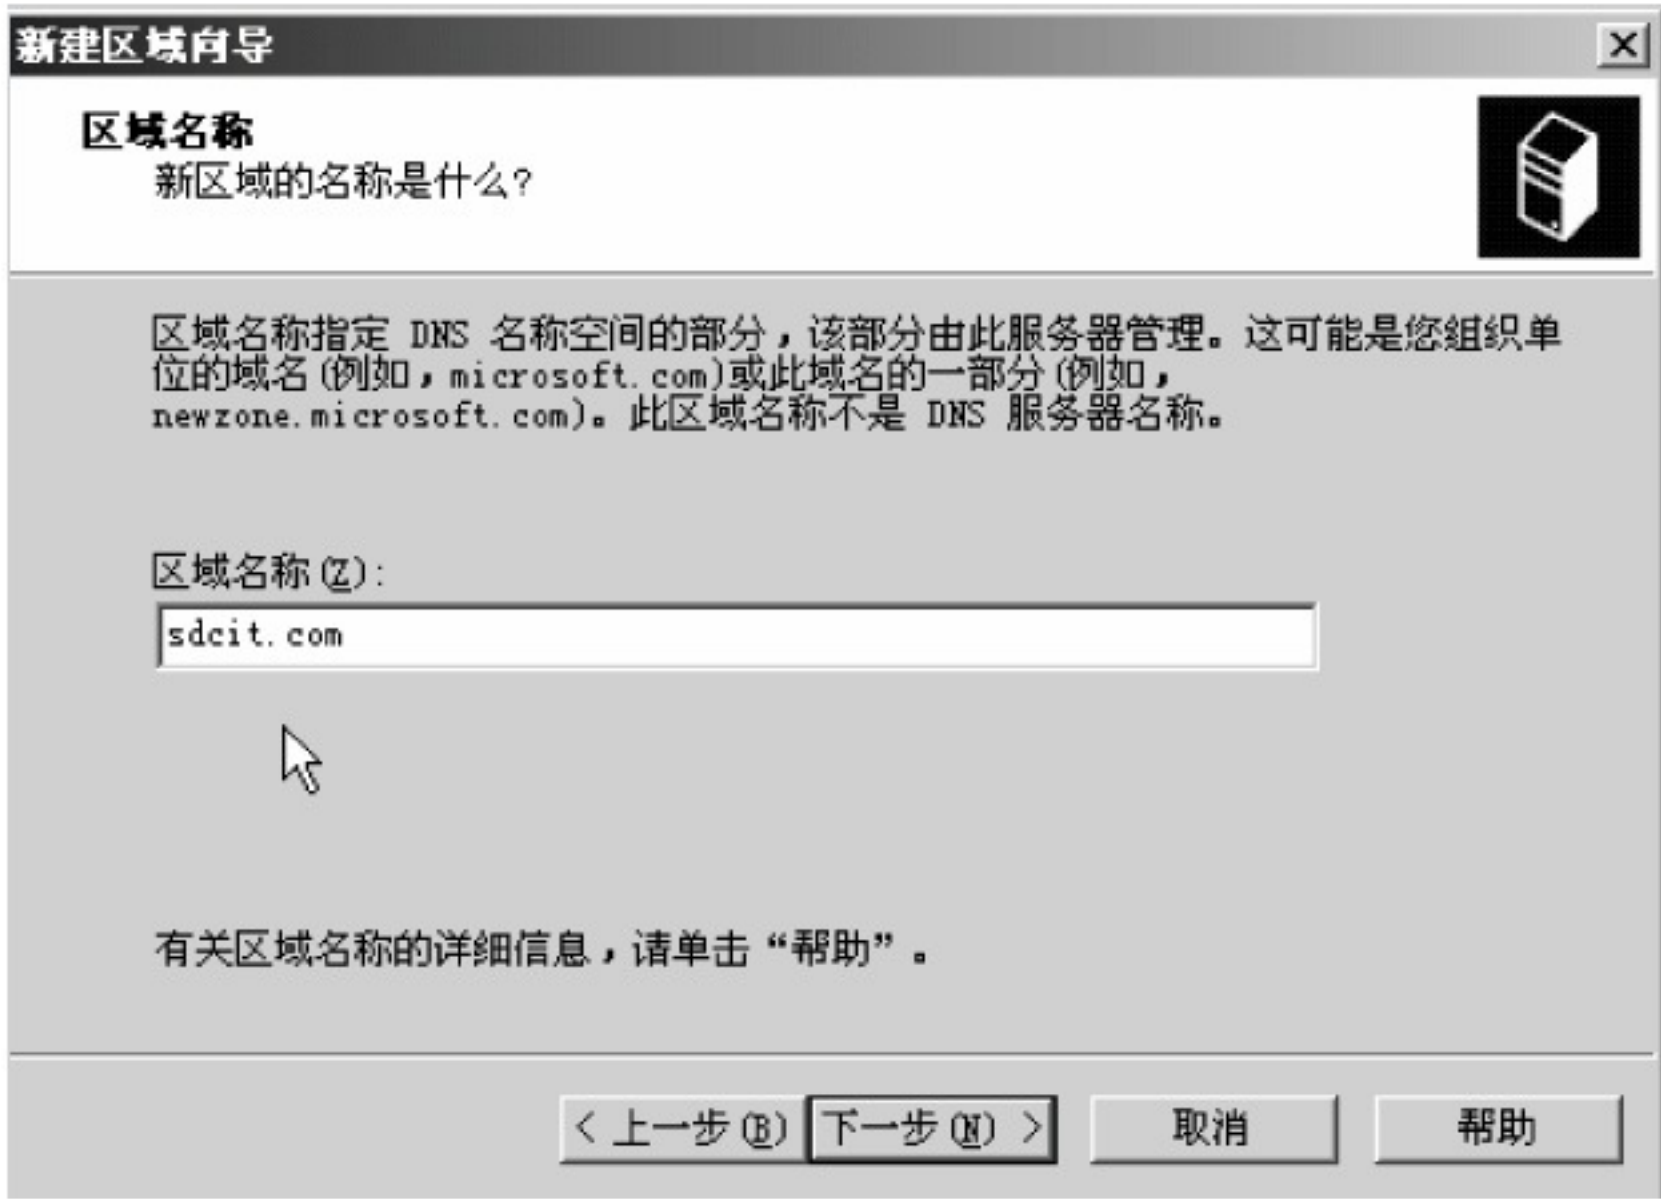 新建区域向导
区域名称
新区域的名称是什么?
区域名称指定 DNS 名称空间的部分，该部分由此服务器管理。这可能是您组织单
位的域名(例如，microsoft.com)或此域名的一部分(例如，
newzone.microsoft.com)。此区域名称不是 DNS 服务器名称。
区域名称(Z):
sdcit.com
有关区域名称的详细信息，请单击“帮助”。
< 上一步(B) 下一步(N) > 取消 帮助